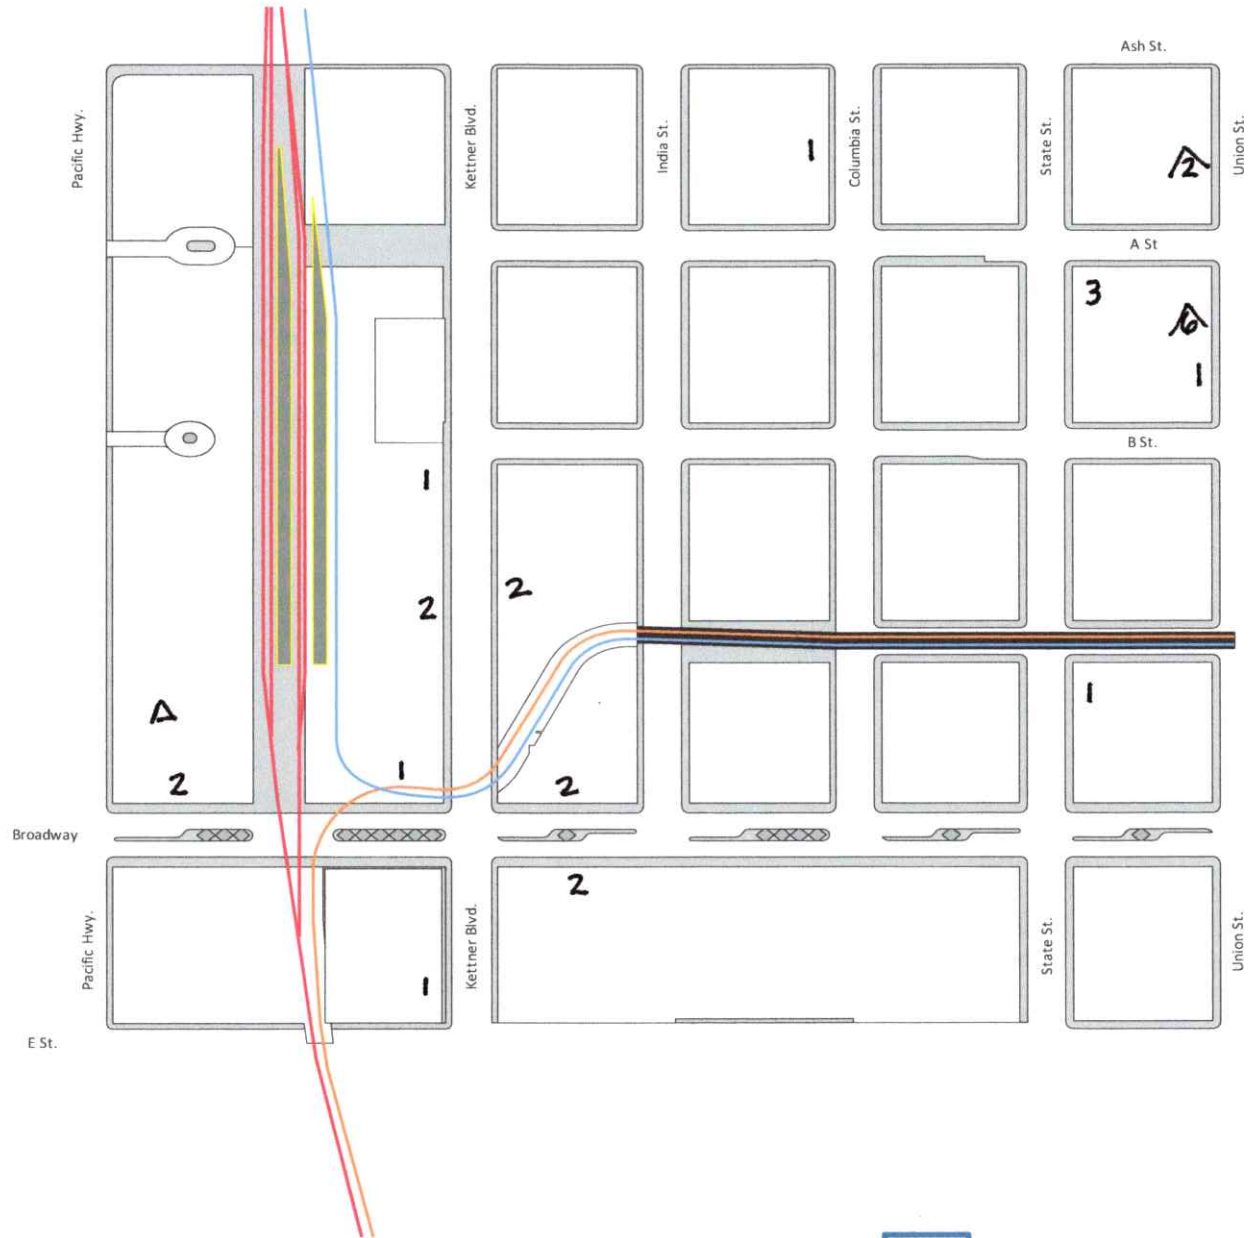 Ash St.
Pacific Hwy.
Kettner Blvd.
India St.
Columbia St.
State St.
Union St.
1
2
A St
3
6
1
B St.
1
2
2
1
2
1
2
Broadway
2
Pacific Hwy.
Kettner Blvd.
State St.
Union St.
1
E St.